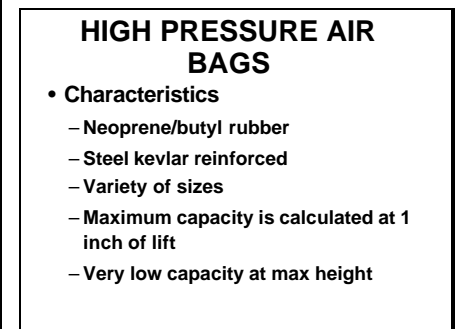 HIGH PRESSURE AIR
BAGS
• Characteristics
– Neoprene/butyl rubber
– Steel kevlar reinforced
– Variety of sizes
– Maximum capacity is calculated at 1
inch of lift
– Very low capacity at max height